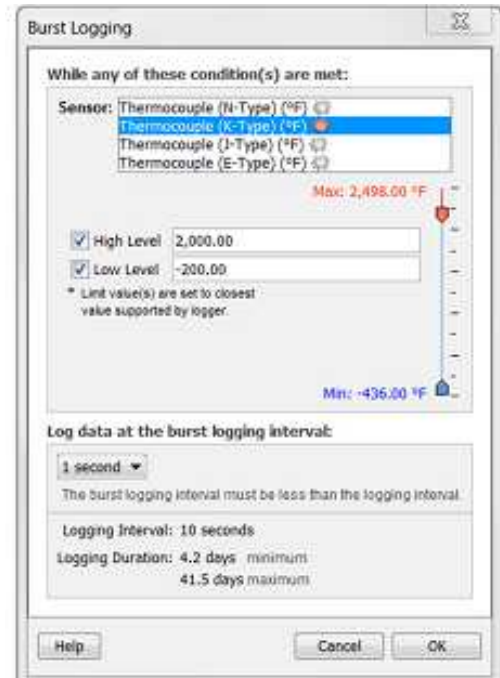 Burst Logging
While any of these condition(s) are met:
Sensor: Thermocouple (N-Type) (°F)
Thermocouple (K-Type) (°F)
Thermocouple (J-Type) (°F)
Thermocouple (E-Type) (°F)
Max: 2,498.00 °F
High Level 2,000.00
Low Level -200.00
* Limit value(s) are set to closest
value supported by logger.
Min: -436.00 °F
Log data at the burst logging interval:
1 second
The burst logging interval must be less than the logging interval.
Logging Interval: 10 seconds
Logging Duration: 4.2 days minimum
41.5 days maximum
Help Cancel OK